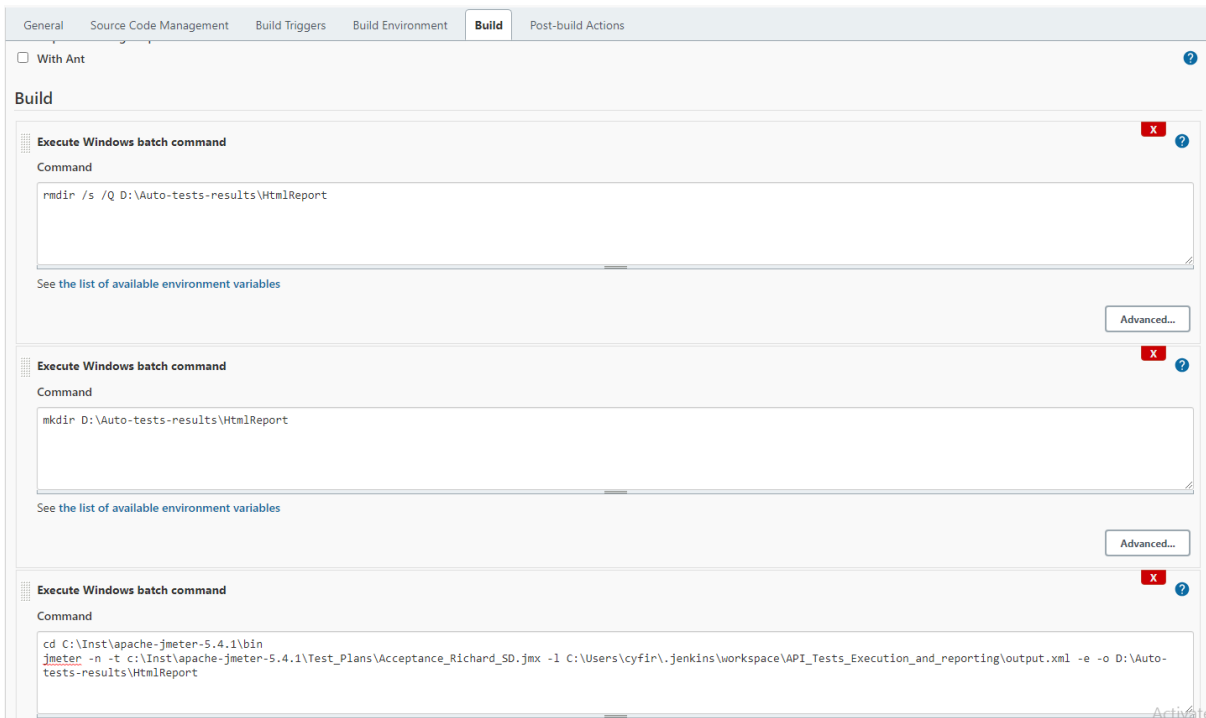 General Source Code Management Build Triggers Build Environment Build Post-build Actions
With Ant
Build
X
Execute Windows batch command
Command
rmdir /s /Q D:\Auto-tests-results\HtmlReport
See the list of available environment variables
Advanced...
X
Execute Windows batch command
Command
mkdir D:\Auto-tests-results\HtmlReport
See the list of available environment variables
Advanced...
X
Execute Windows batch command
Command
cd C:\Inst\apache-jmeter-5.4.1\bin
jmeter -n -t c:\Inst\apache-jmeter-5.4.1\Test_Plans\Acceptance_Richard_SD.jmx -l C:\Users\cyfir\.jenkins\workspace\API_Tests_Execution_and_reporting\output.xml -e -o D:\Auto-
tests-results\HtmlReport
Activate